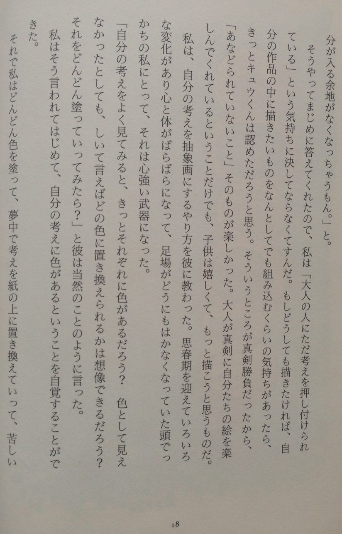 分が入る余地がなくなっちゃうもん。」と。
そうやってまじめに答えてくれたので、私は「大人の人にただ考えを押し付けられ
ている」という気持ちに決してならなくてすんだ。もしどうしても描きたければ、自
分の作品の中に描きたいものをなんとしてでも組み込むくらいの気持ちがあったら、
きっとキュウくんは認めただろうと思う。そういうところが真剣勝負だったから、
「あなどられていないこと」そのものが楽しかった。大人が真剣に自分たちの絵を楽
しんでくれているということだけでも、子供は嬉しくて、もっと描こうと思うものだ。
私は、自分の考えを抽象画にするやり方を彼に教わった。思春期を迎えていろいろ
な変化があり心と体がばらばらになって、足場がどうにもはかなくなっていた頭でっ
かちの私にとって、それは心強い武器になった。
「自分の考えをよく見てみると、きっとそれぞれに色があるだろう?　色として見え
なかったとしても、しいて言えばどの色に置き換えられるかは想像できるだろう?
それをどんどん塗っていってみたら?」と彼は当然のことのように言った。
私はそう言われてはじめて、自分の考えに色があるということを自覚することがで
きた。
それで私はどんどん色を塗って、夢中で考えを紙の上に置き換えていって、苦しい
18